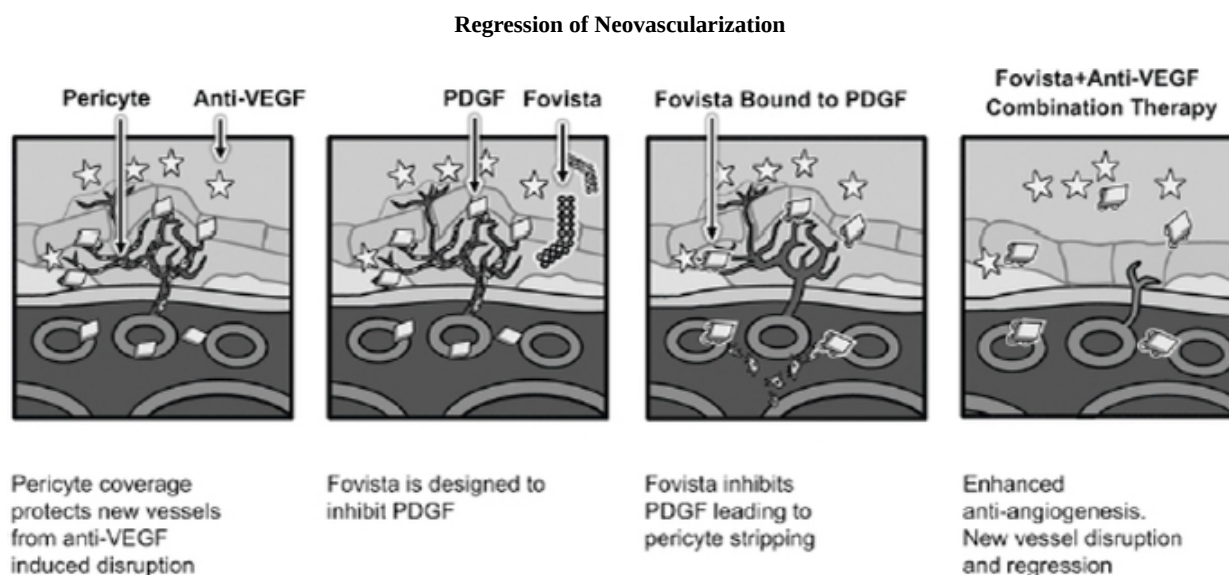 Regression of Neovascularization
Pericyte
Anti-VEGF
PDGF
Fovista
Fovista Bound to PDGF
Fovista+Anti-VEGF
Combination Therapy
Pericyte coverage
protects new vessels
from anti-VEGF
induced disruption
Fovista is designed to
inhibit PDGF
Fovista inhibits
PDGF leading to
pericyte stripping
Enhanced
anti-angiogenesis.
New vessel disruption
and regression